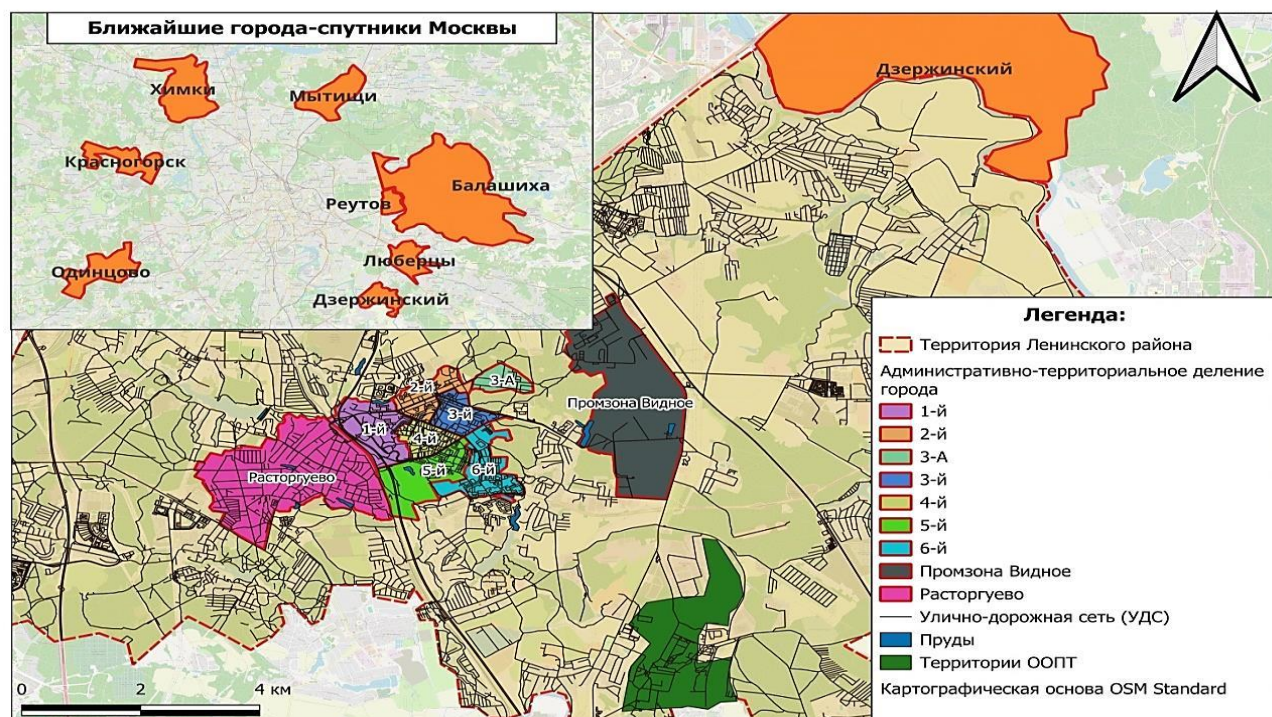 Ближайшие города-спутники Москвы
Химки
Мытищи
Красногорск
Балашиха
Реутов
Одинцово
Люберцы
Дзержинский
Дзержинский
3-А
2-й
3-й
1-й
4-й
5-й
6-й
Расторгуево
Промзона Видное
Легенда:
Территория Ленинского района
Административно-территориальное деление
города
1-й
2-й
3-А
3-й
4-й
5-й
6-й
Промзона Видное
Расторгуево
Улично-дорожная сеть (УДС)
Пруды
Территории ООПТ
Картографическая основа OSM Standard
0 2 4 км